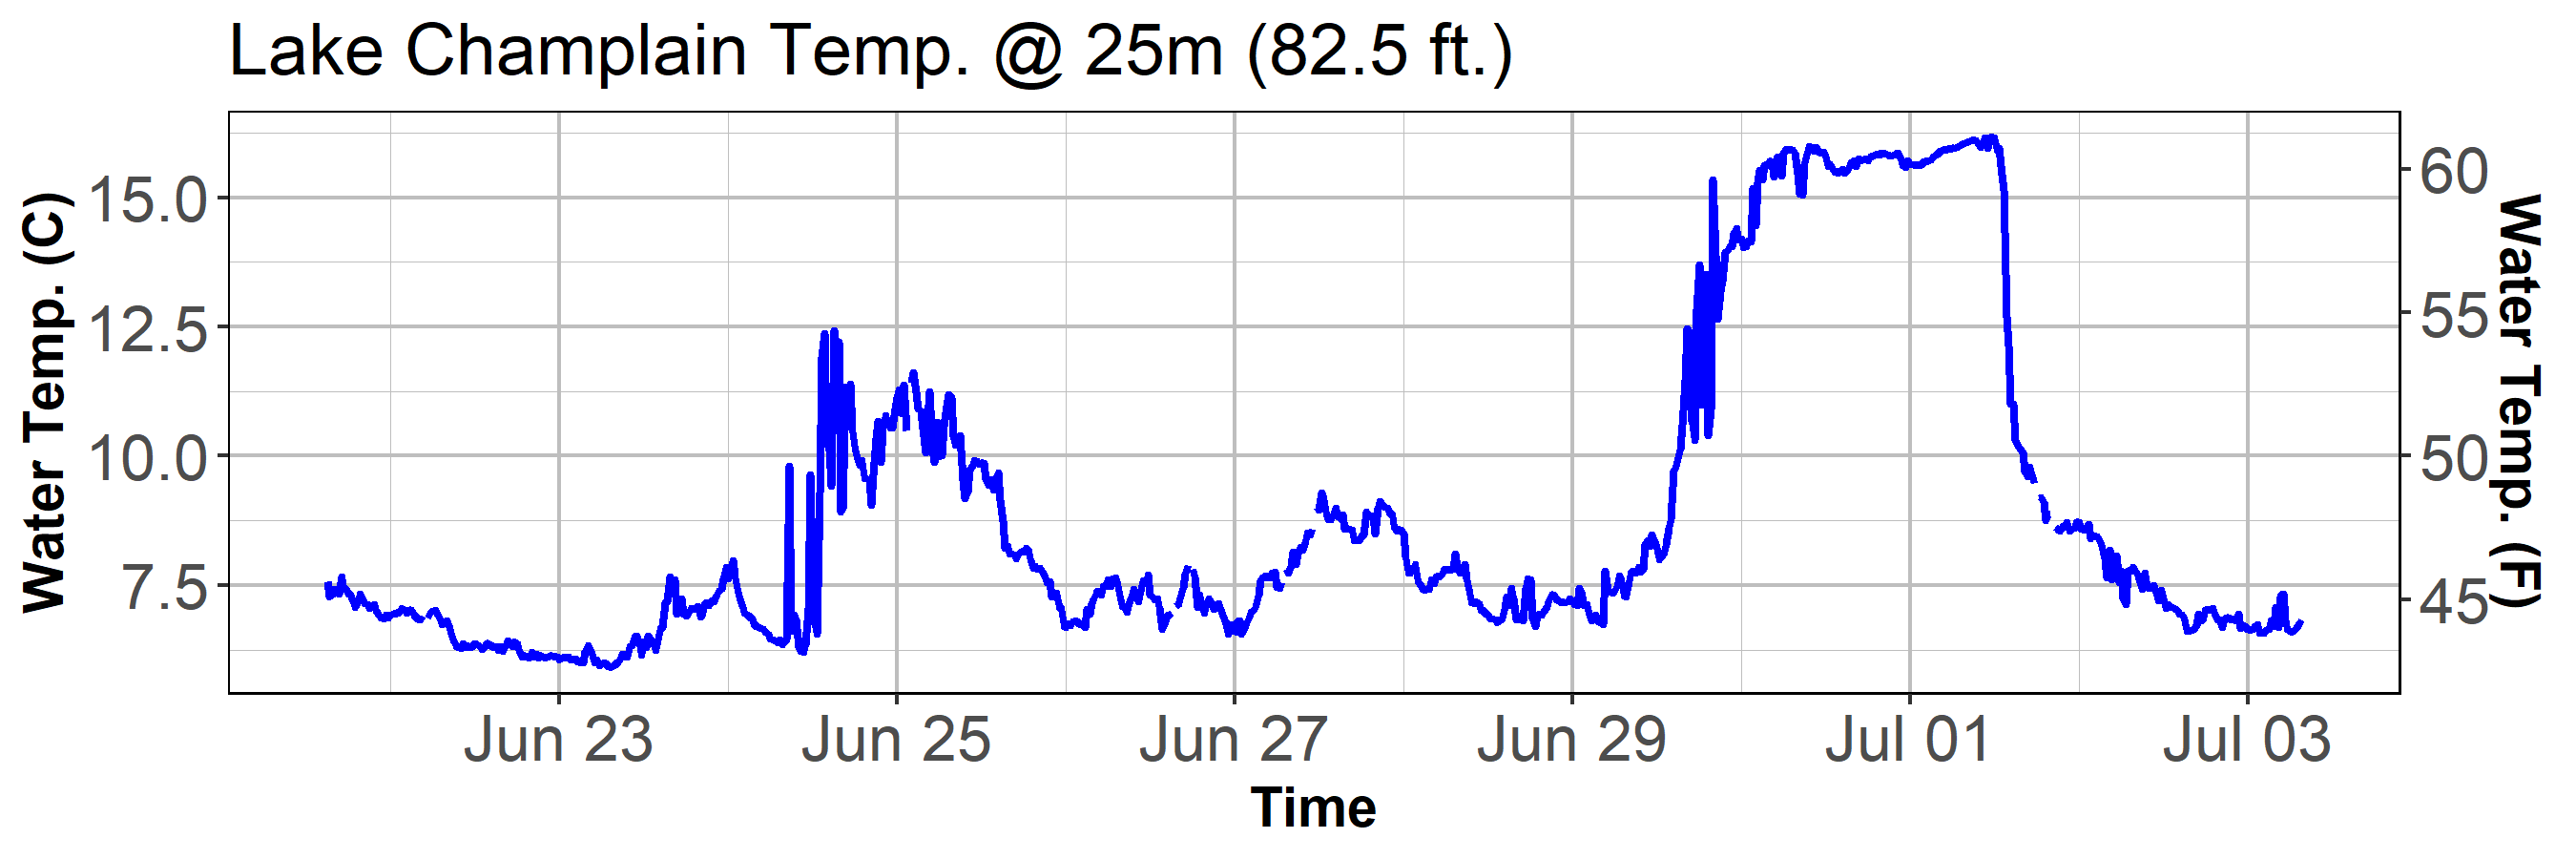 Lake Champlain Temp. @ 25m (82.5 ft.)
Water Temp. (C)
15.0
12.5
10.0
7.5
60
55
50
45
Water Temp. (F)
Jun 23 Jun 25 Jun 27 Jun 29 Jul 01 Jul 03
Time